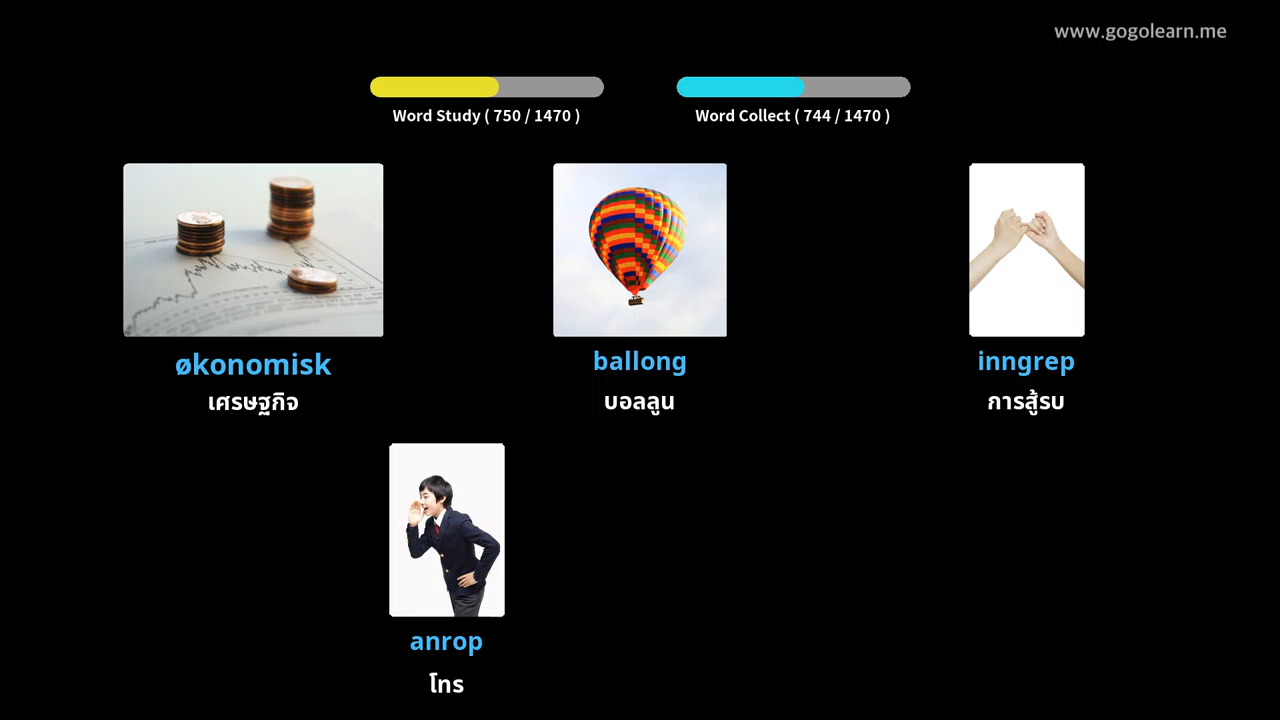 www.gogolearn.me
Word Study ( 750 / 1470 )
Word Collect ( 744 / 1470 )
økonomisk
ballong
inngrep
เศรษฐกิจ
บอลลูน
การสู้รบ
anrop
โทร